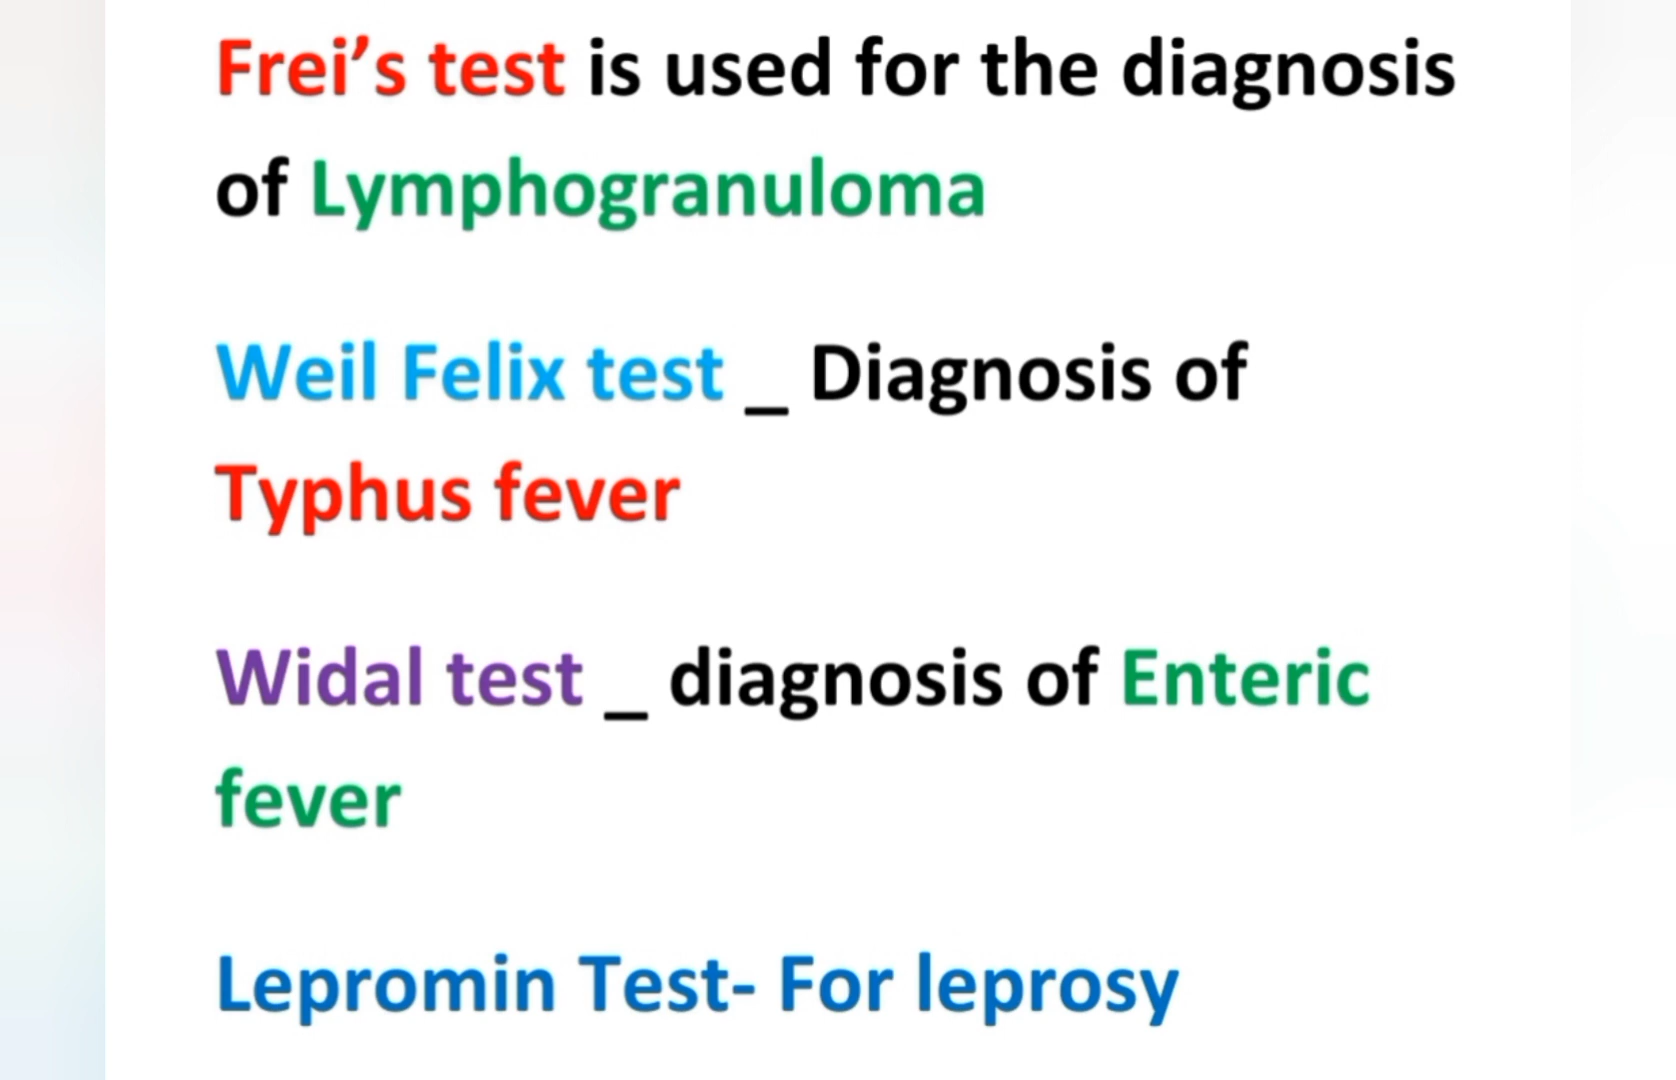 Frei’s test is used for the diagnosis
of Lymphogranuloma
Weil Felix test _ Diagnosis of
Typhus fever
Widal test _ diagnosis of Enteric
fever
Lepromin Test- For leprosy